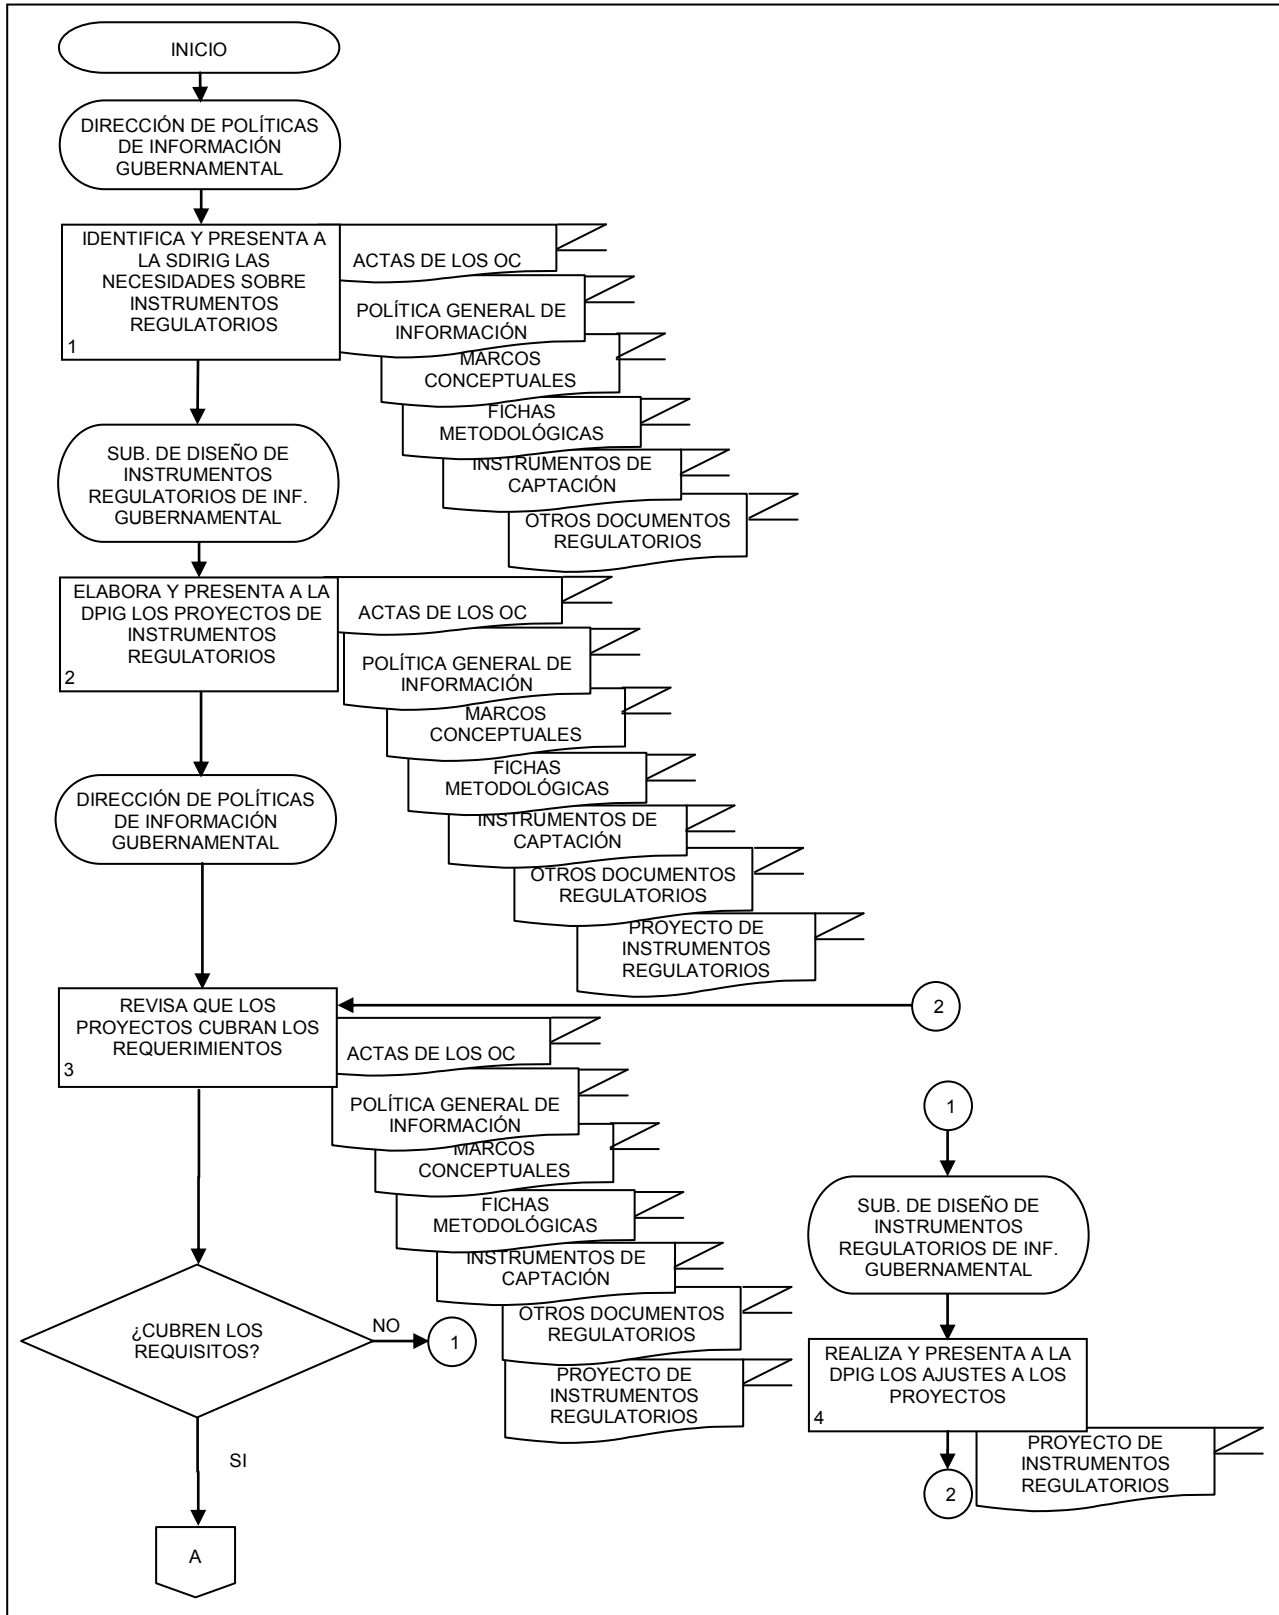 INICIO
DIRECCIÓN DE POLÍTICAS
DE INFORMACIÓN
GUBERNAMENTAL
IDENTIFICA Y PRESENTA A
LA SDIRIG LAS
NECESIDADES SOBRE
INSTRUMENTOS
REGULATORIOS
1
ACTAS DE LOS OC
POLÍTICA GENERAL DE
INFORMACIÓN
MARCOS
CONCEPTUALES
FICHAS
METODOLÓGICAS
INSTRUMENTOS DE
CAPTACIÓN
OTROS DOCUMENTOS
REGULATORIOS
SUB. DE DISEÑO DE
INSTRUMENTOS
REGULATORIOS DE INF.
GUBERNAMENTAL
ELABORA Y PRESENTA A LA
DPIG LOS PROYECTOS DE
INSTRUMENTOS
REGULATORIOS
2
ACTAS DE LOS OC
POLÍTICA GENERAL DE
INFORMACIÓN
MARCOS
CONCEPTUALES
FICHAS
METODOLÓGICAS
INSTRUMENTOS DE
CAPTACIÓN
OTROS DOCUMENTOS
REGULATORIOS
PROYECTO DE
INSTRUMENTOS
REGULATORIOS
DIRECCIÓN DE POLÍTICAS
DE INFORMACIÓN
GUBERNAMENTAL
REVISA QUE LOS
PROYECTOS CUBRAN LOS
REQUERIMIENTOS
3
2
ACTAS DE LOS OC
POLÍTICA GENERAL DE
INFORMACIÓN
MARCOS
CONCEPTUALES
FICHAS
METODOLÓGICAS
INSTRUMENTOS DE
CAPTACIÓN
OTROS DOCUMENTOS
REGULATORIOS
PROYECTO DE
INSTRUMENTOS
REGULATORIOS
¿CUBREN LOS
REQUISITOS?
NO
1
SI
A
1
SUB. DE DISEÑO DE
INSTRUMENTOS
REGULATORIOS DE INF.
GUBERNAMENTAL
REALIZA Y PRESENTA A LA
DPIG LOS AJUSTES A LOS
PROYECTOS
4
PROYECTO DE
INSTRUMENTOS
REGULATORIOS
2